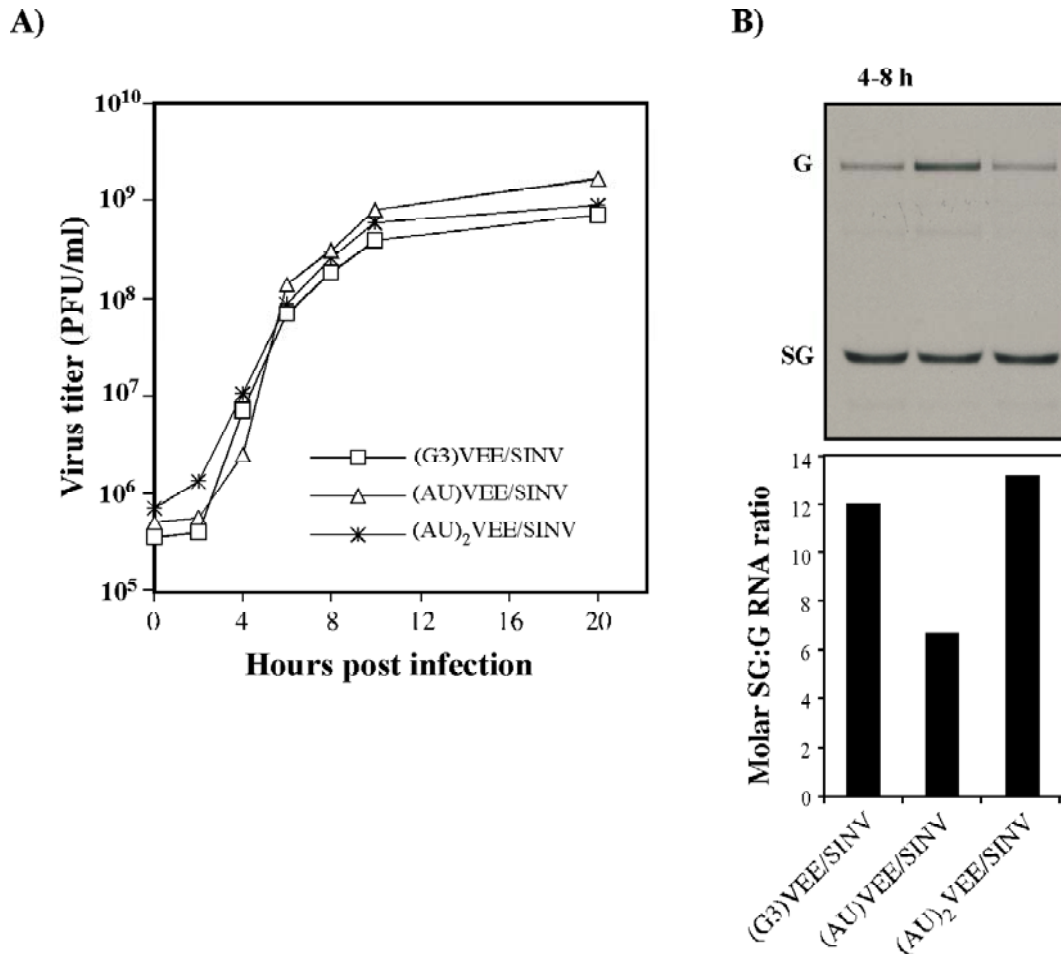 A)
10^10
10^9
10^8
10^7
10^6
10^5
Virus titer (PFU/ml)
(G3)VEE/SINV
(AU)VEE/SINV
(AU)₂VEE/SINV
0 4 8 12 16 20
Hours post infection
B)
4-8 h
G
SG
14
12
10
8
6
4
2
0
Molar SG:G RNA ratio
(G3)VEE/SINV
(AU)VEE/SINV
(AU)₂VEE/SINV